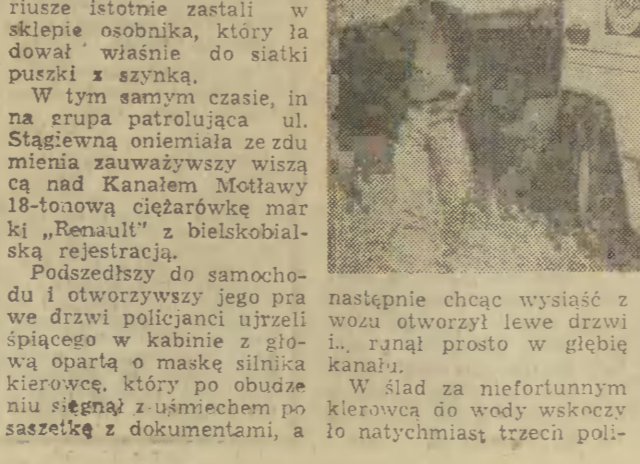 riusze istotnie zastali w
sklepie osobnika, który ła
dował właśnie do siatki
puszki z szynką.
W tym samym czasie, in
na grupa patrolująca ul.
Stągiewną oniemiała ze zdu
mienia zauważywszy wiszą
cą nad Kanałem Motławy
18-tonową ciężarówkę mar
ki „Renault" z bielskobial-
ską rejestracją.
Podszedłszy do samocho-
du i otworzywszy jego pra
we drzwi policjanci ujrzeli
śpiącego w kabinie z gło-
wą opartą o maskę silnika
kierowcę, który po obudze
niu sięgnął z uśmiechem po
saszetkę z dokumentami, a
następnie chcąc wysiąść z
wozu otworzył lewe drzwi
i... runął prosto w głębię
kanału.
W ślad za niefortunnym
kierowcą do wody wskoczy
ło natychmiast trzech poli-